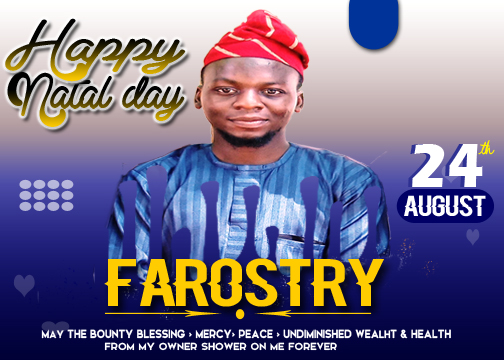 Happy
Natal day
24th
AUGUST
FAROSTRY
MAY THE BOUNTY BLESSING › MERCY› PEACE › UNDIMINISHED WEALHT & HEALTH
FROM MY OWNER SHOWER ON ME FOREVER